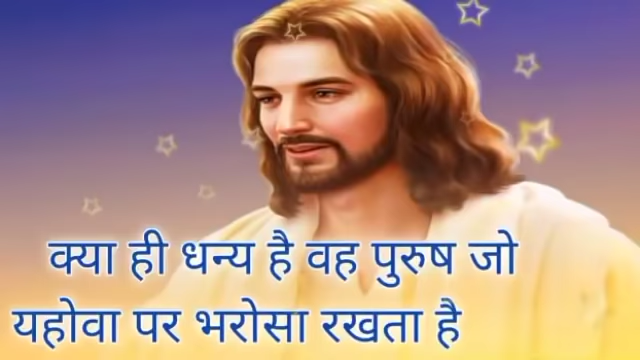 क्या ही धन्य है वह पुरुष जो
यहोवा पर भरोसा रखता है